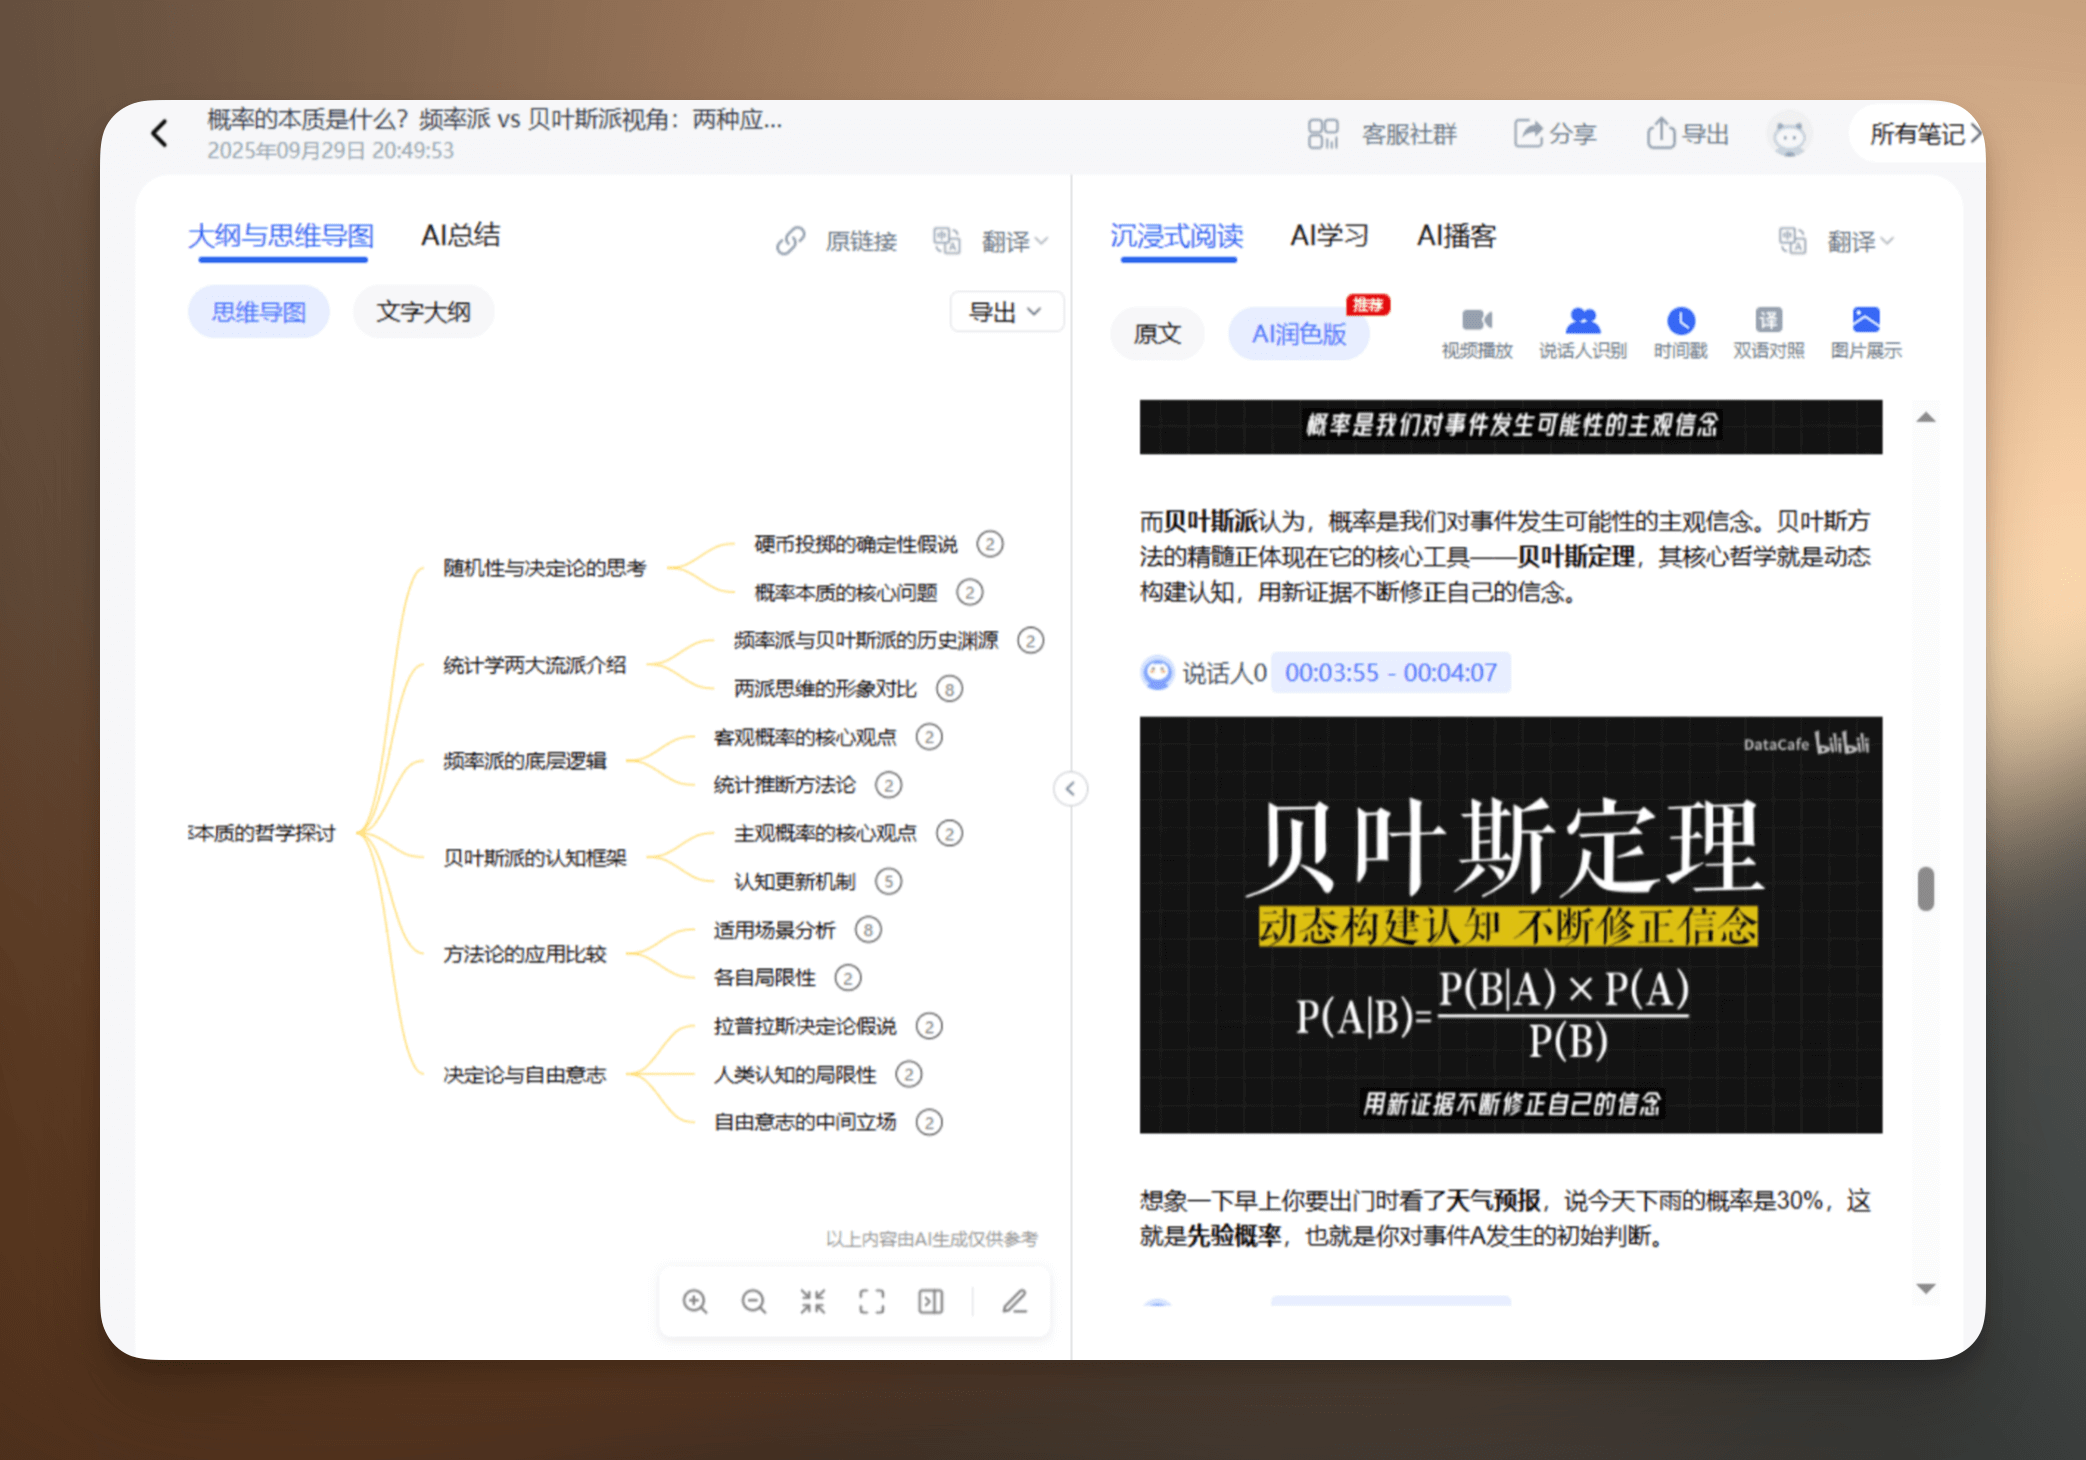 概率的本质是什么？频率派 vs 贝叶斯派视角：两种应...
2025年09月29日 20:49:53
客服社群
分享
导出
所有笔记
大纲与思维导图
AI总结
原链接
翻译
思维导图
文字大纲
导出
随机性与决定论的思考
硬币投掷的确定性假说 2
概率本质的核心问题 2
统计学两大流派介绍
频率派与贝叶斯派的历史渊源 2
两派思维的形象对比 8
频率派的底层逻辑
客观概率的核心观点 2
统计推断方法论 2
本质的哲学探讨
贝叶斯派的认知框架
主观概率的核心观点 2
认知更新机制 5
方法论的应用比较
适用场景分析 8
各自局限性 2
决定论与自由意志
拉普拉斯决定论假说 2
人类认知的局限性 2
自由意志的中间立场 2
以上内容由AI生成仅供参考
沉浸式阅读
AI学习
AI播客
翻译
原文
AI润色版
推荐
视频播放
说话人识别
时间戳
译
双语对照
图片展示
概率是我们对事件发生可能性的主观信念
而贝叶斯派认为，概率是我们对事件发生可能性的主观信念。贝叶斯方
法的精髓正体现在它的核心工具——贝叶斯定理，其核心哲学就是动态
构建认知，用新证据不断修正自己的信念。
说话人0 00:03:55 - 00:04:07
DataCafe bilibili
贝叶斯定理
动态构建认知 不断修正信念
P(A|B)=
P(B|A)×P(A)
P(B)
用新证据不断修正自己的信念
想象一下早上你要出门时看了天气预报，说今天下雨的概率是30%，这
就是先验概率，也就是你对事件A发生的初始判断。